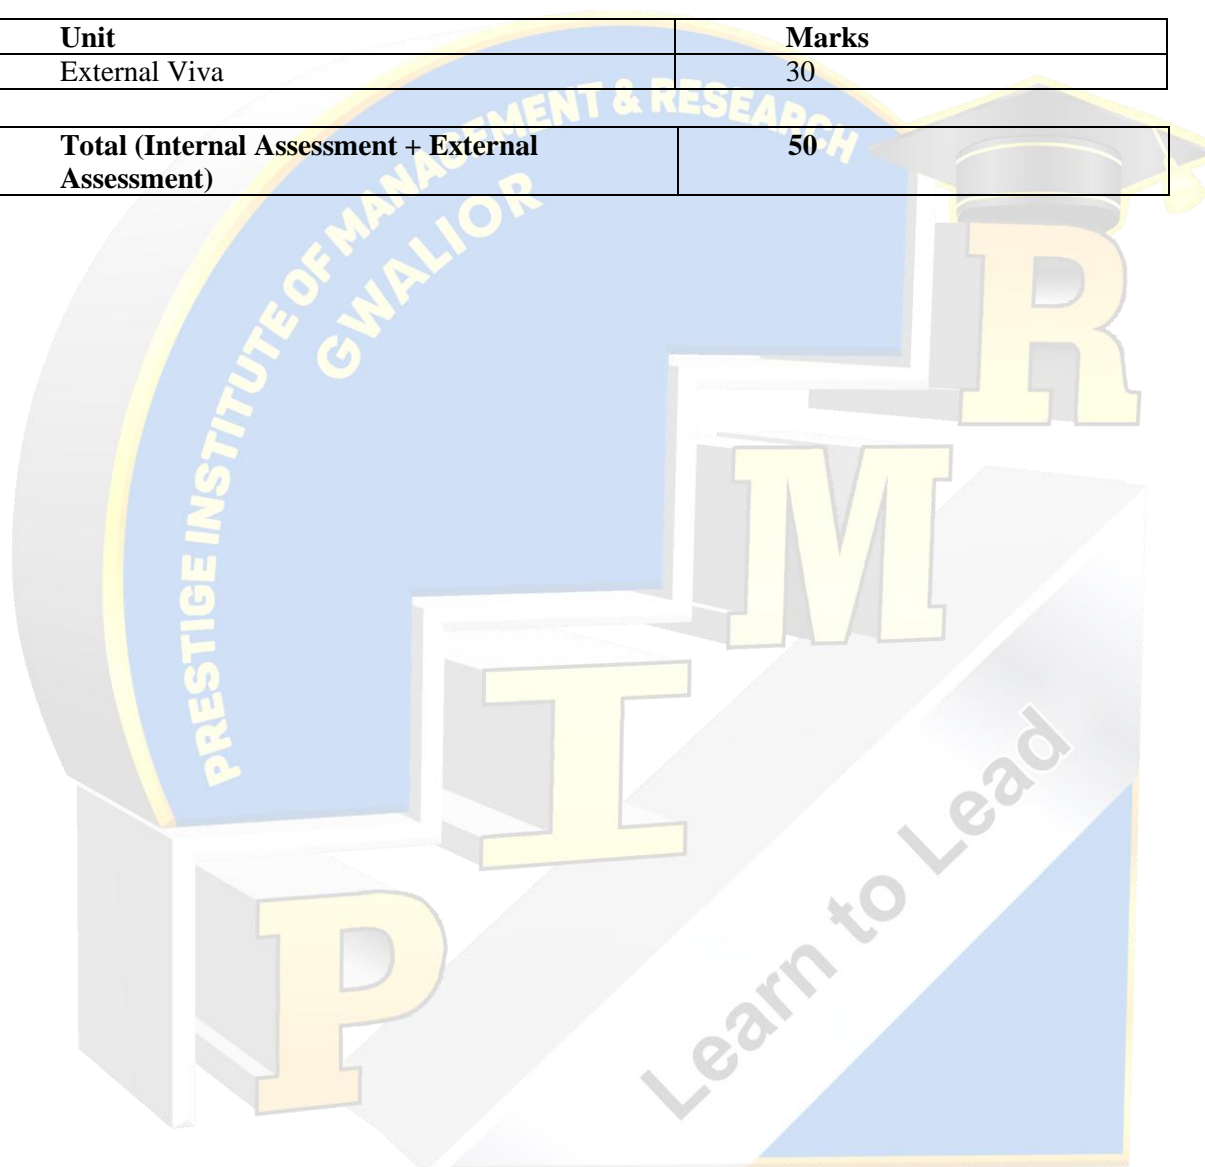 Unit Marks
External Viva 30
Total (Internal Assessment + External 50
Assessment)
PRESTIGE INSTITUTE OF MANAGEMENT & RESEARCH
GWALIOR
R
M
I
P
Learn to Lead